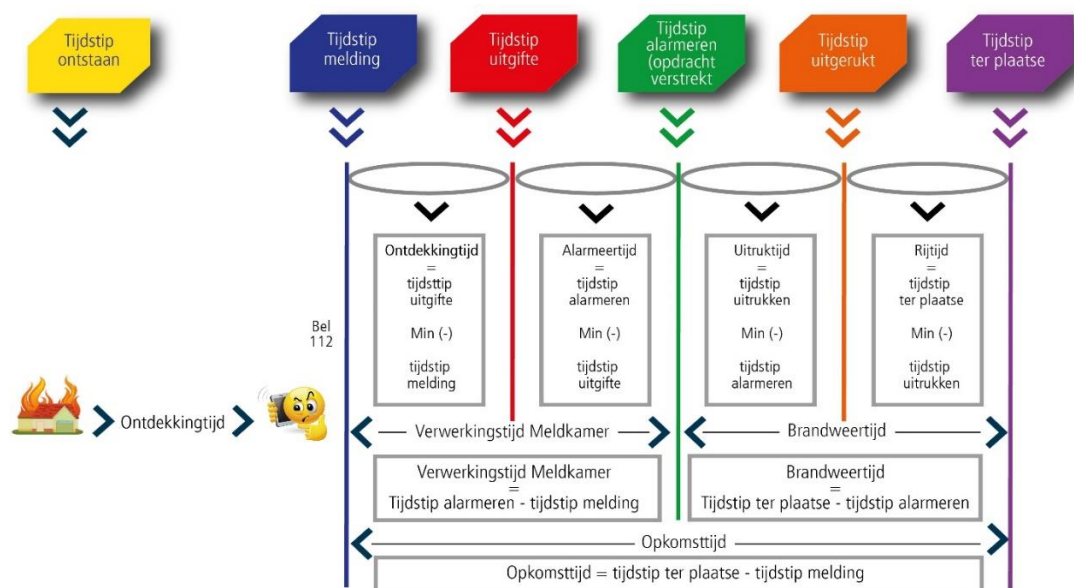 Tijdstip
ontstaan
Tijdstip
melding
Tijdstip
uitgifte
Tijdstip
alarmeren
(opdracht
verstrekt
Tijdstip
uitgerukt
Tijdstip
ter plaatse
Ontdekkingtijd
=
tijdsttip
uitgifte
Min (-)
tijdstip
melding
Alarmeertijd
=
tijdstip
alarmeren
Min (-)
tijdstip
uitgifte
Uitruktijd
=
tijdstip
uitrukken
Min (-)
tijdstip
alarmeren
Rijtijd
=
tijdstip
ter plaatse
Min (-)
tijdstip
uitrukken
Bel
112
Ontdekkingtijd
Verwerkingstijd Meldkamer
Brandweertijd
Verwerkingstijd Meldkamer
=
Tijdstip alarmeren - tijdstip melding
Brandweertijd
=
Tijdstip ter plaatse - tijdstip alarmeren
Opkomsttijd
Opkomsttijd = tijdstip ter plaatse - tijdstip melding